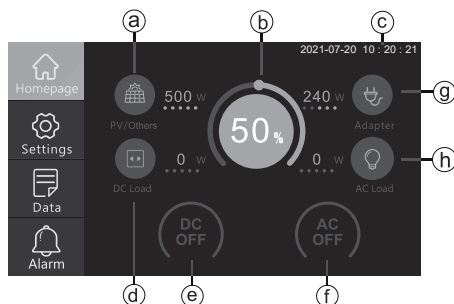 a
b
c
2021-07-20 10 : 20 : 21
Homepage
500 W
240 W
g
PV/Others
50%
Adapter
Settings
0 W
0 W
h
DC Load
AC Load
Data
DC
OFF
AC
OFF
Alarm
d
e
f